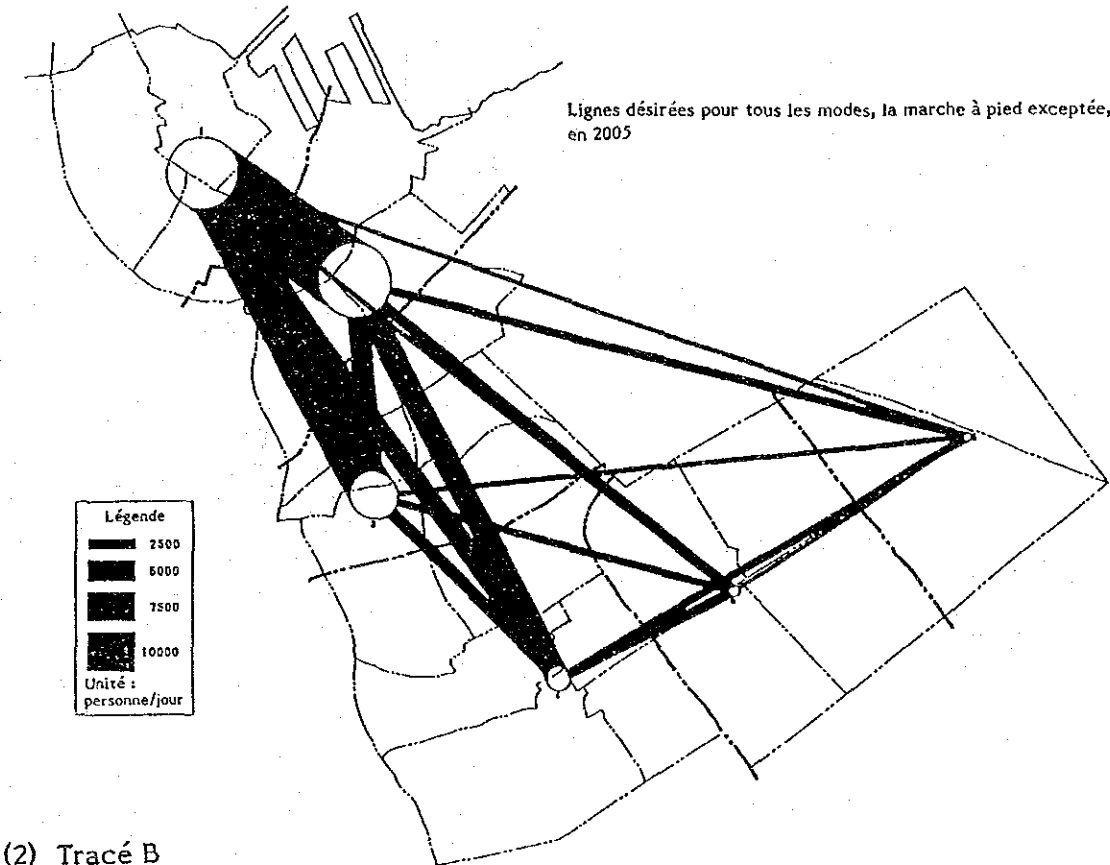 Lignes désirées pour tous les modes, la marche à pied exceptée,
en 2005
Légende
2500
5000
7500
10000
Unité :
personne/jour
(2) Tracé B